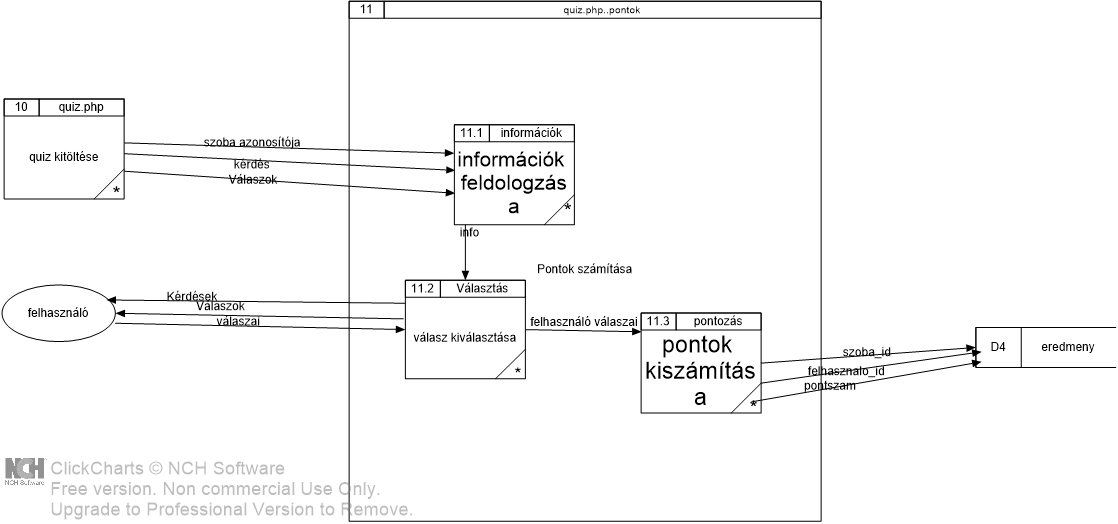 11 quiz.php..pontok
10 quiz.php
quiz kitöltése
*
szoba azonosítója
kérdés
Válaszok
11.1 információk
információk
feldologzás
a
*
info
Pontok számítása
11.2 Választás
válasz kiválasztása
*
Kérdések
Válaszok
válaszai
felhasználó
felhasználó válaszai
11.3 pontozás
pontok
kiszámítás
a
*
szoba_id
felhasznalo_id
pontszam
D4 eredmeny
NCH
NCH Software
ClickCharts © NCH Software
Free version. Non commercial Use Only.
Upgrade to Professional Version to Remove.